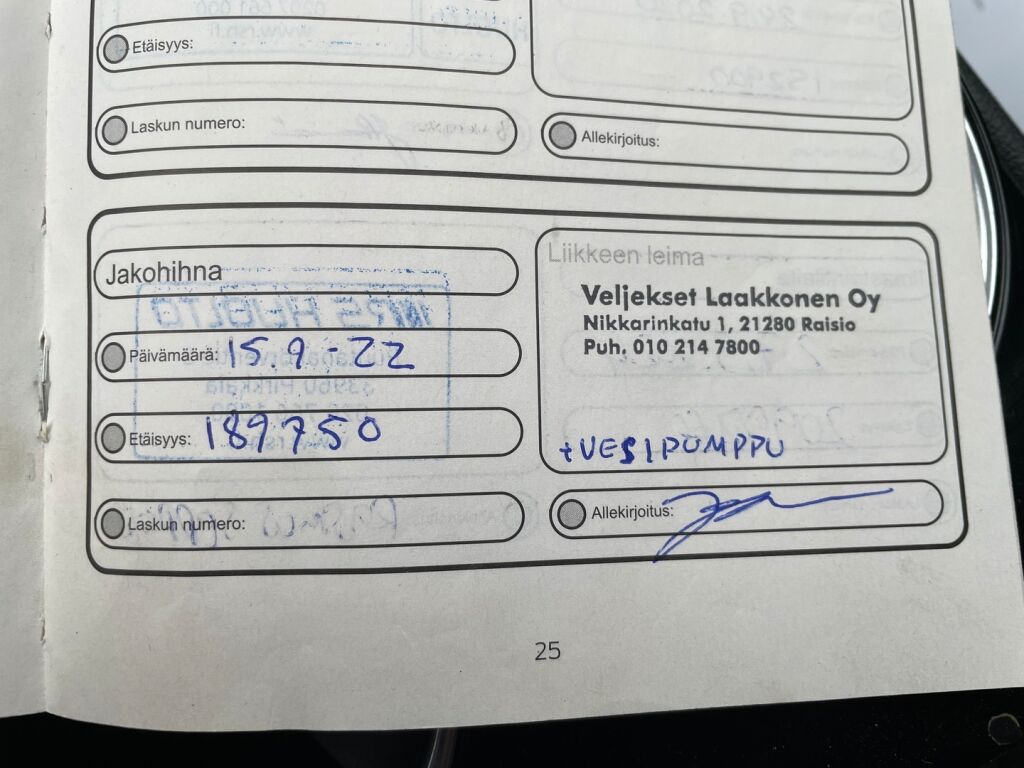 Etäisyys:
Laskun numero:
Allekirjoitus:
Jakohihna
Liikkeen leima
Veljekset Laakkonen Oy
Nikkarinkatu 1, 21280 Raisio
Puh. 010 214 7800
Päivämäärä: 15.9.-22
Etäisyys: 189750
+VESIPUMPPU
Laskun numero:
Allekirjoitus:
25